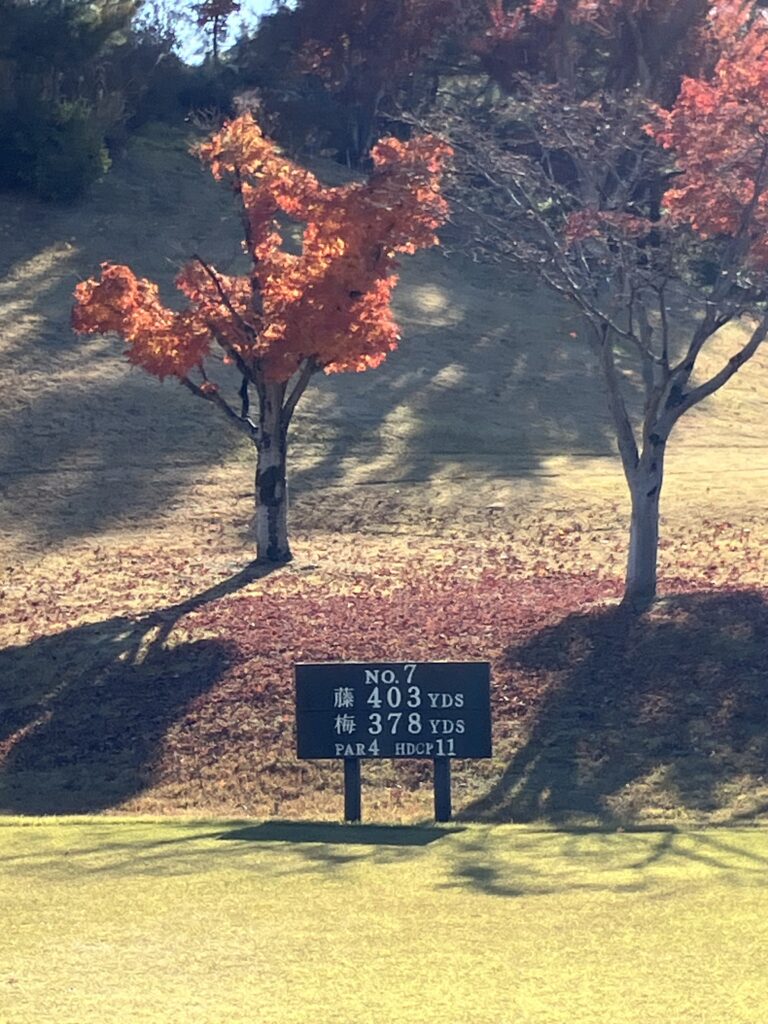 NO.7
藤 403 YDS
梅 378 YDS
PAR4 HDCP11